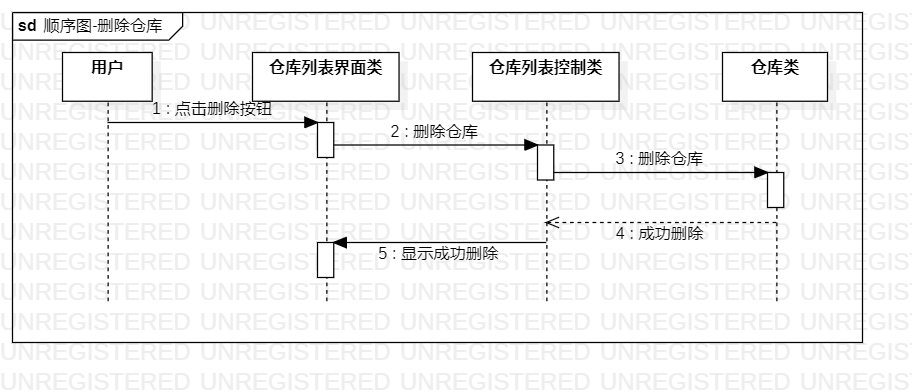 sd 顺序图-删除仓库
用户
仓库列表界面类
仓库列表控制类
仓库类
1 : 点击删除按钮
2 : 删除仓库
3 : 删除仓库
4 : 成功删除
5 : 显示成功删除
UNREGISTERED